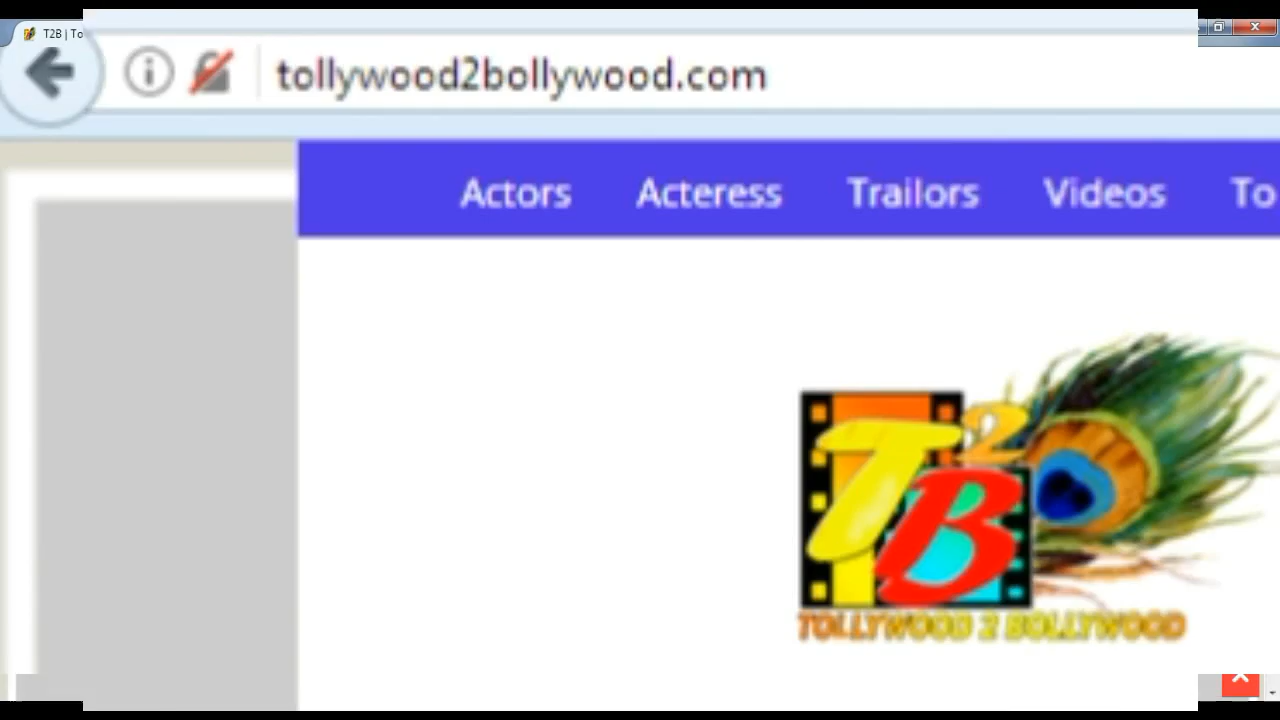 T2B | To
tollywood2bollywood.com
Actors Acteress Trailors Videos To
T2B
TOLLYWOOD 2 BOLLYWOOD